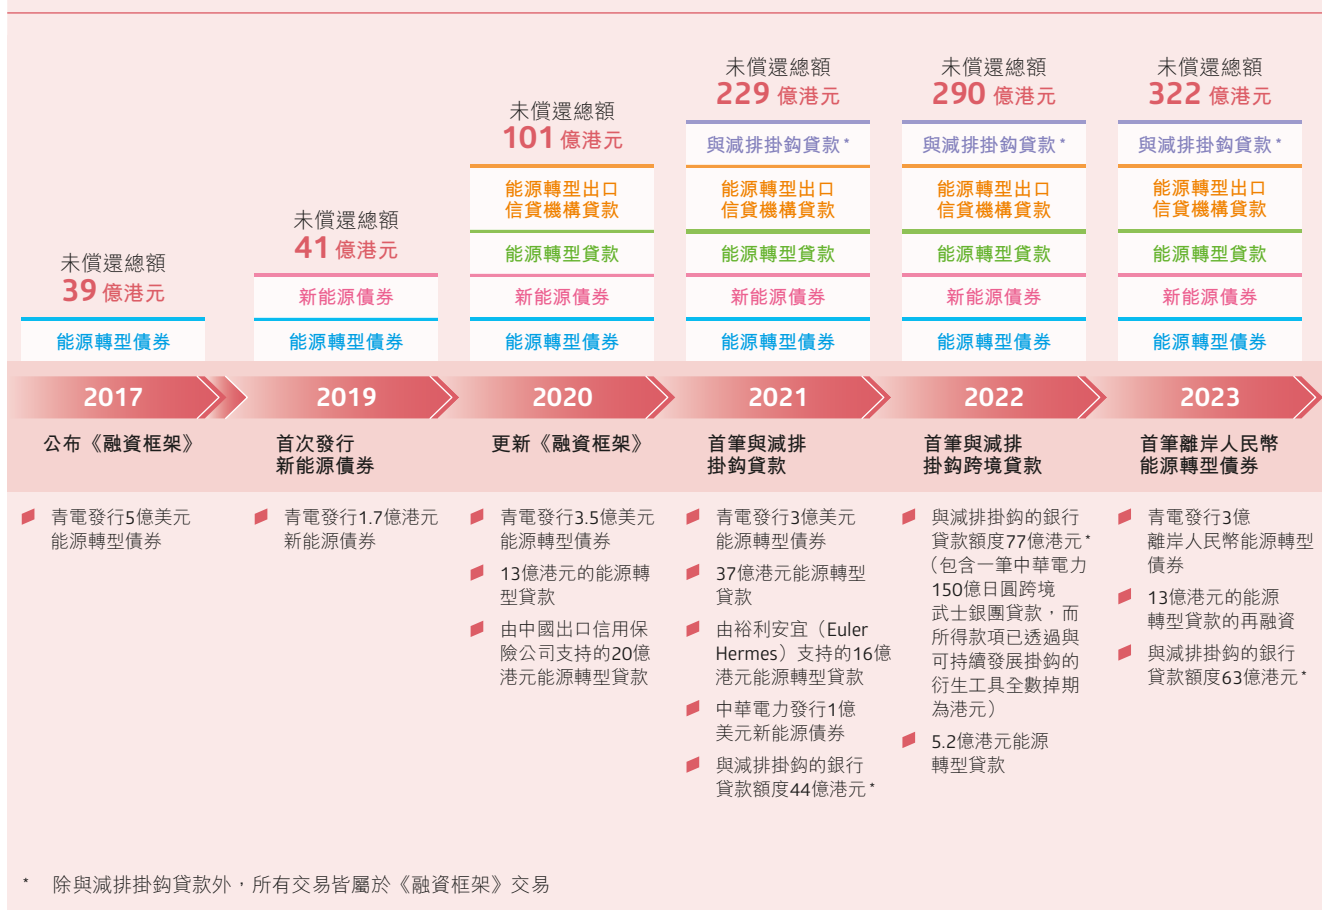 未償還總額
39 億港元
能源轉型債券
未償還總額
41 億港元
新能源債券
能源轉型債券
未償還總額
101 億港元
能源轉型出口
信貸機構貸款
能源轉型貸款
新能源債券
能源轉型債券
未償還總額
229 億港元
與減排掛鈎貸款*
能源轉型出口
信貸機構貸款
能源轉型貸款
新能源債券
能源轉型債券
未償還總額
290 億港元
與減排掛鈎貸款*
能源轉型出口
信貸機構貸款
能源轉型貸款
新能源債券
能源轉型債券
未償還總額
322 億港元
與減排掛鈎貸款*
能源轉型出口
信貸機構貸款
能源轉型貸款
新能源債券
能源轉型債券
2017
公布《融資框架》
青電發行5億美元
能源轉型債券
2019
首次發行
新能源債券
青電發行1.7億港元
新能源債券
2020
更新《融資框架》
青電發行3.5億美元
能源轉型債券
13億港元的能源轉
型貸款
由中國出口信用保
險公司支持的20億
港元能源轉型貸款
2021
首筆與減排
掛鈎貸款
青電發行3億美元
能源轉型債券
37億港元能源轉型
貸款
由裕利安宜（Euler
Hermes）支持的16億
港元能源轉型貸款
中華電力發行1億
美元新能源債券
與減排掛鈎的銀行
貸款額度44億港元*
2022
首筆與減排
掛鈎跨境貸款
與減排掛鈎的銀行
貸款額度77億港元*
（包含一筆中華電力
150億日圓跨境
武士銀團貸款，而
所得款項已透過與
可持續發展掛鈎的
衍生工具全數掉期
為港元）
5.2億港元能源
轉型貸款
2023
首筆離岸人民幣
能源轉型債券
青電發行3億
離岸人民幣能源轉型
債券
13億港元的能源
轉型貸款的再融資
與減排掛鈎的銀行
貸款額度63億港元*
* 除與減排掛鈎貸款外，所有交易皆屬於《融資框架》交易